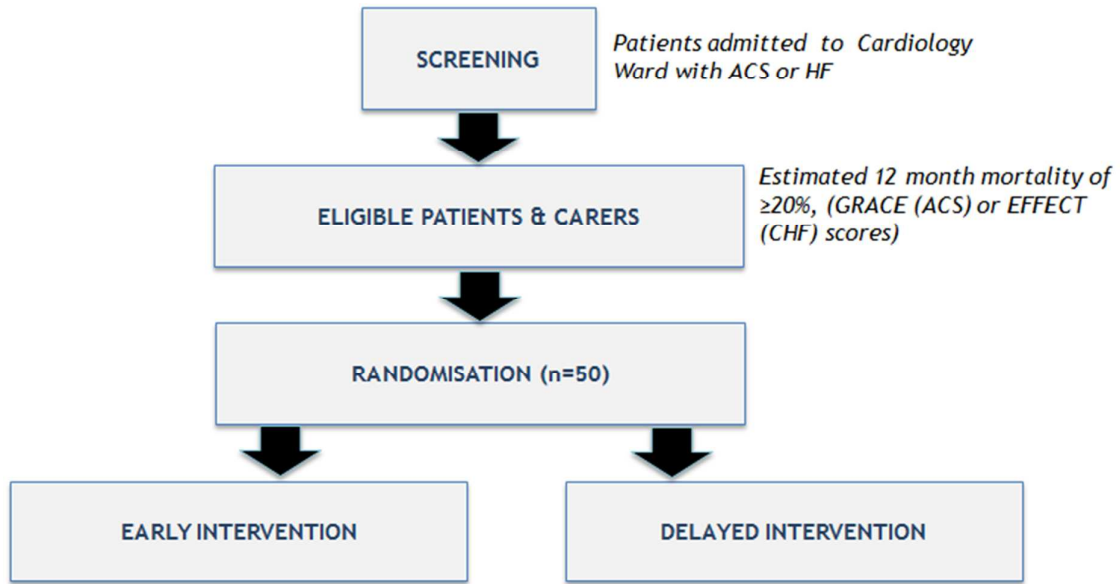 SCREENING
Patients admitted to Cardiology
Ward with ACS or HF
ELIGIBLE PATIENTS & CARERS
Estimated 12 month mortality of
≥20%, (GRACE (ACS) or EFFECT
(CHF) scores)
RANDOMISATION (n=50)
EARLY INTERVENTION
DELAYED INTERVENTION